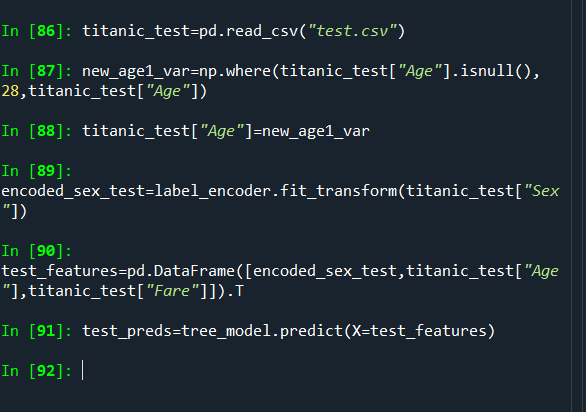 In [86]: titanic_test=pd.read_csv("test.csv")
In [87]: new_age1_var=np.where(titanic_test["Age"].isnull(),
28,titanic_test["Age"])
In [88]: titanic_test["Age"]=new_age1_var
In [89]:
encoded_sex_test=label_encoder.fit_transform(titanic_test["Sex
"])
In [90]:
test_features=pd.DataFrame([encoded_sex_test,titanic_test["Age
"],titanic_test["Fare"]]).T
In [91]: test_preds=tree_model.predict(X=test_features)
In [92]: